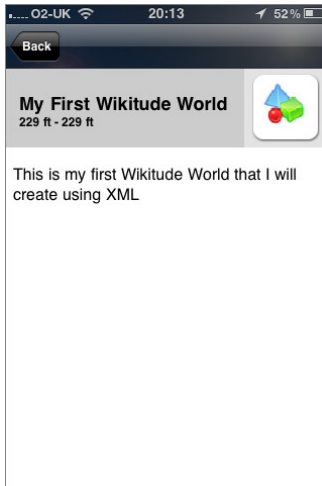 O2-UK 20:13 52%
Back
My First Wikitude World
229 ft - 229 ft
This is my first Wikitude World that I will
create using XML